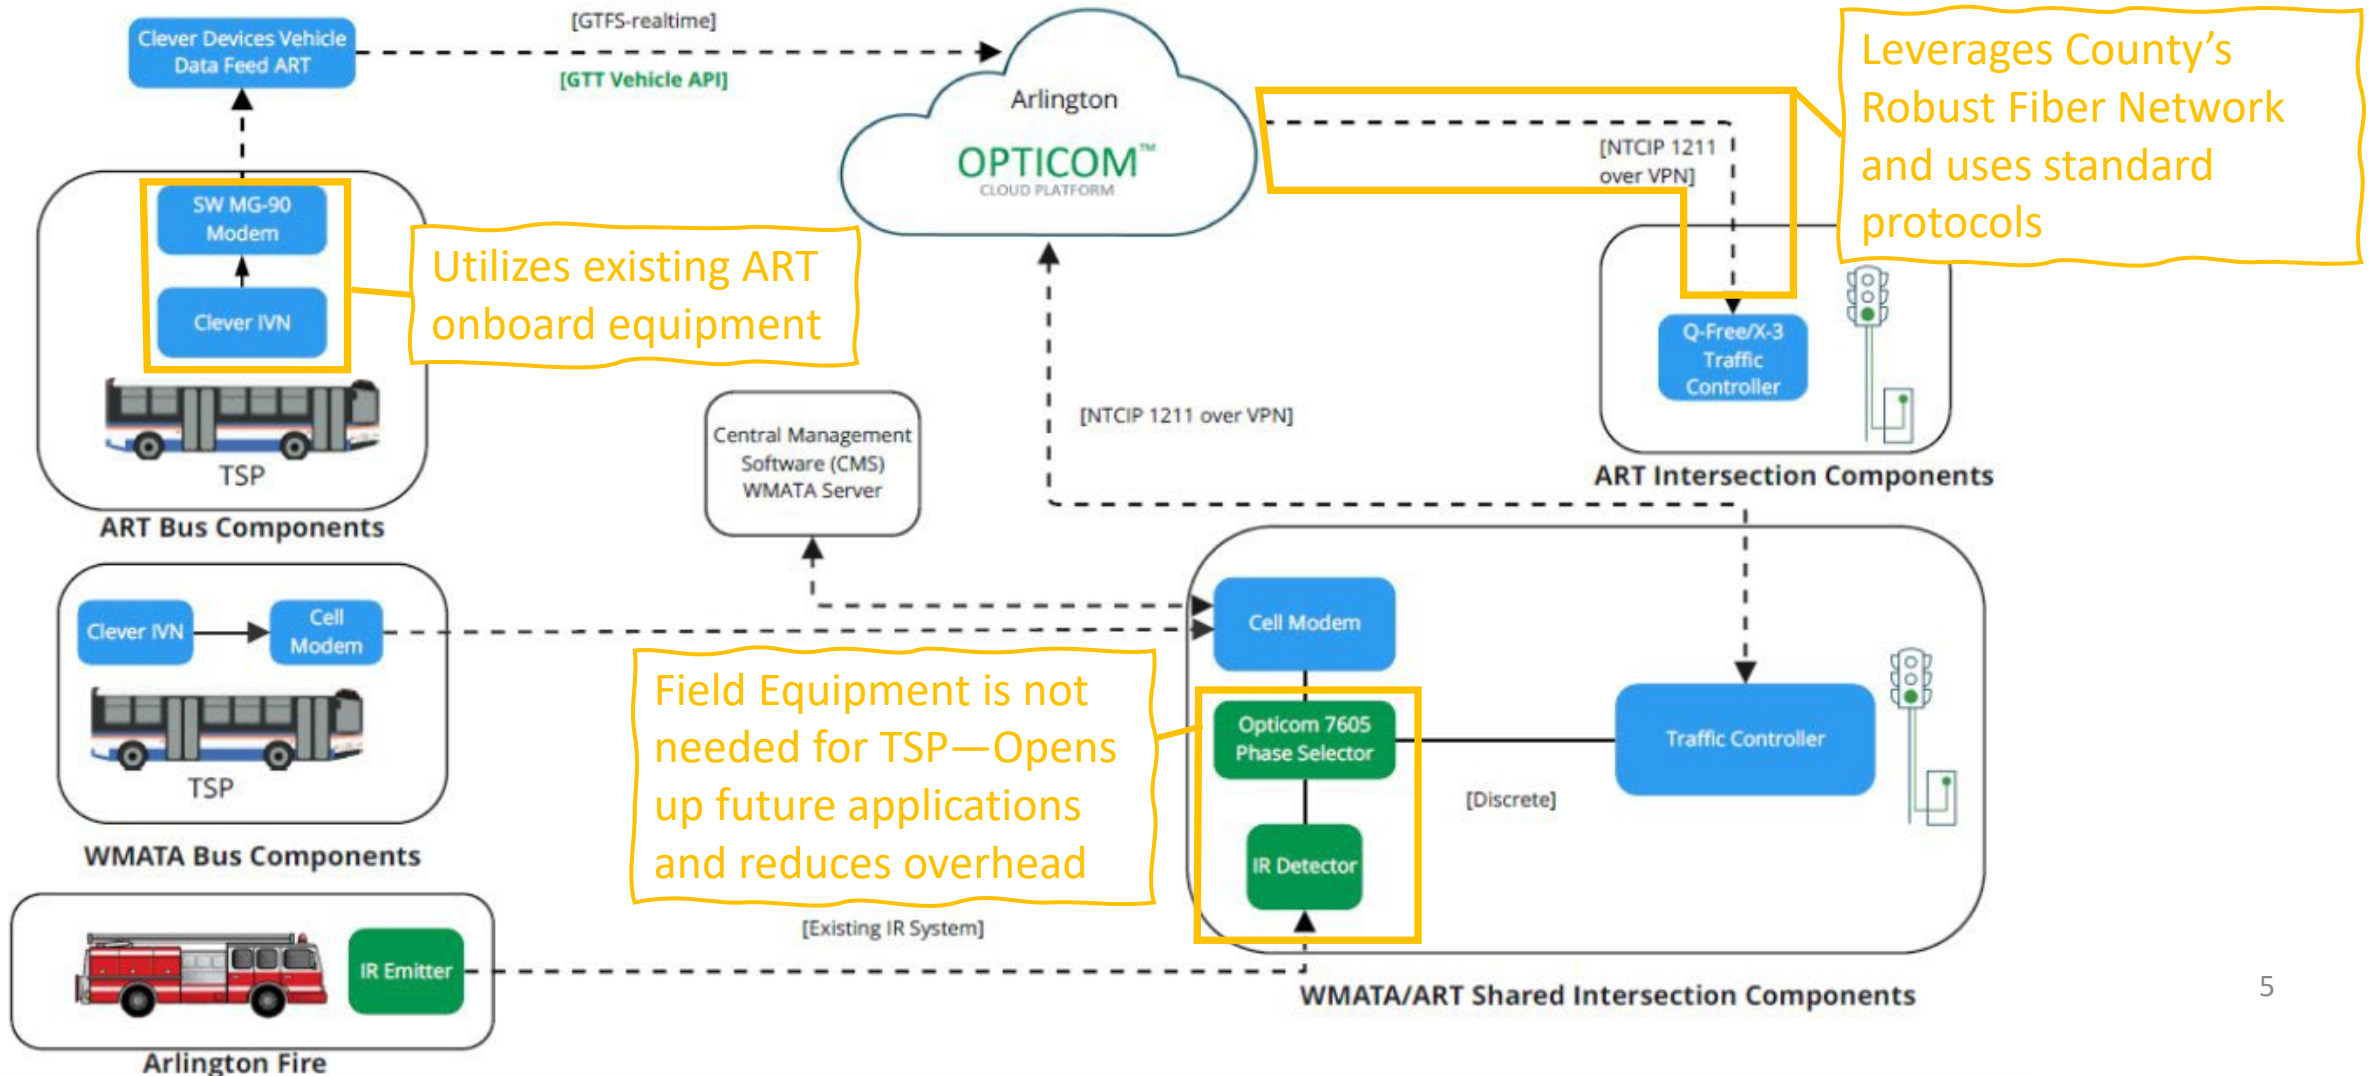 Clever Devices Vehicle
Data Feed ART
[GTFS-realtime]
[GTT Vehicle API]
Arlington
OPTICOM™
CLOUD PLATFORM
[NTCIP 1211
over VPN]
Leverages County's
Robust Fiber Network
and uses standard
protocols
SW MG-90
Modem
Clever IVN
TSP
ART Bus Components
Utilizes existing ART
onboard equipment
Q-Free/X-3
Traffic
Controller
ART Intersection Components
Central Management
Software (CMS)
WMATA Server
[NTCIP 1211 over VPN]
Clever IVN
Cell
Modem
TSP
WMATA Bus Components
Field Equipment is not
needed for TSP—Opens
up future applications
and reduces overhead
Cell Modem
Opticom 7605
Phase Selector
IR Detector
[Discrete]
Traffic Controller
WMATA/ART Shared Intersection Components
[Existing IR System]
IR Emitter
Arlington Fire
5